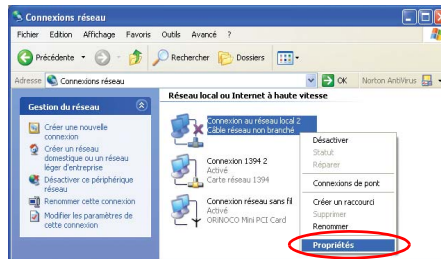 Connexions réseau
Fichier Edition Affichage Favoris Outils Avancé ?
Précédente Rechercher Dossiers
Adresse Connexions réseau OK Norton AntiVirus
Gestion du réseau
Créer une nouvelle
connexion
Créer un réseau
domestique ou un réseau
léger d'entreprise
Désactiver ce périphérique
réseau
Renommer cette connexion
Modifier les paramètres de
cette connexion
Réseau local ou Internet à haute vitesse
Connexion au réseau local 2
Câble réseau non branché
Connexion 1394 2
Activé
Carte réseau 1394
Connexion réseau sans fil
Activé
ORiNOCO Mini PCI Card
Désactiver
Statut
Réparer
Connexions de pont
Créer un raccourci
Supprimer
Renommer
Propriétés